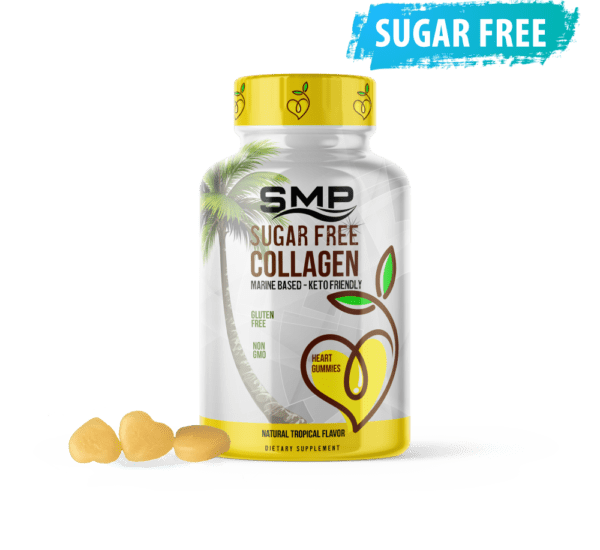 SUGAR FREE
SMP
SUGAR FREE
COLLAGEN
MARINE BASED - KETO FRIENDLY
GLUTEN
FREE
NON
GMO
HEART
GUMMIES
NATURAL TROPICAL FLAVOR
DIETARY SUPPLEMENT